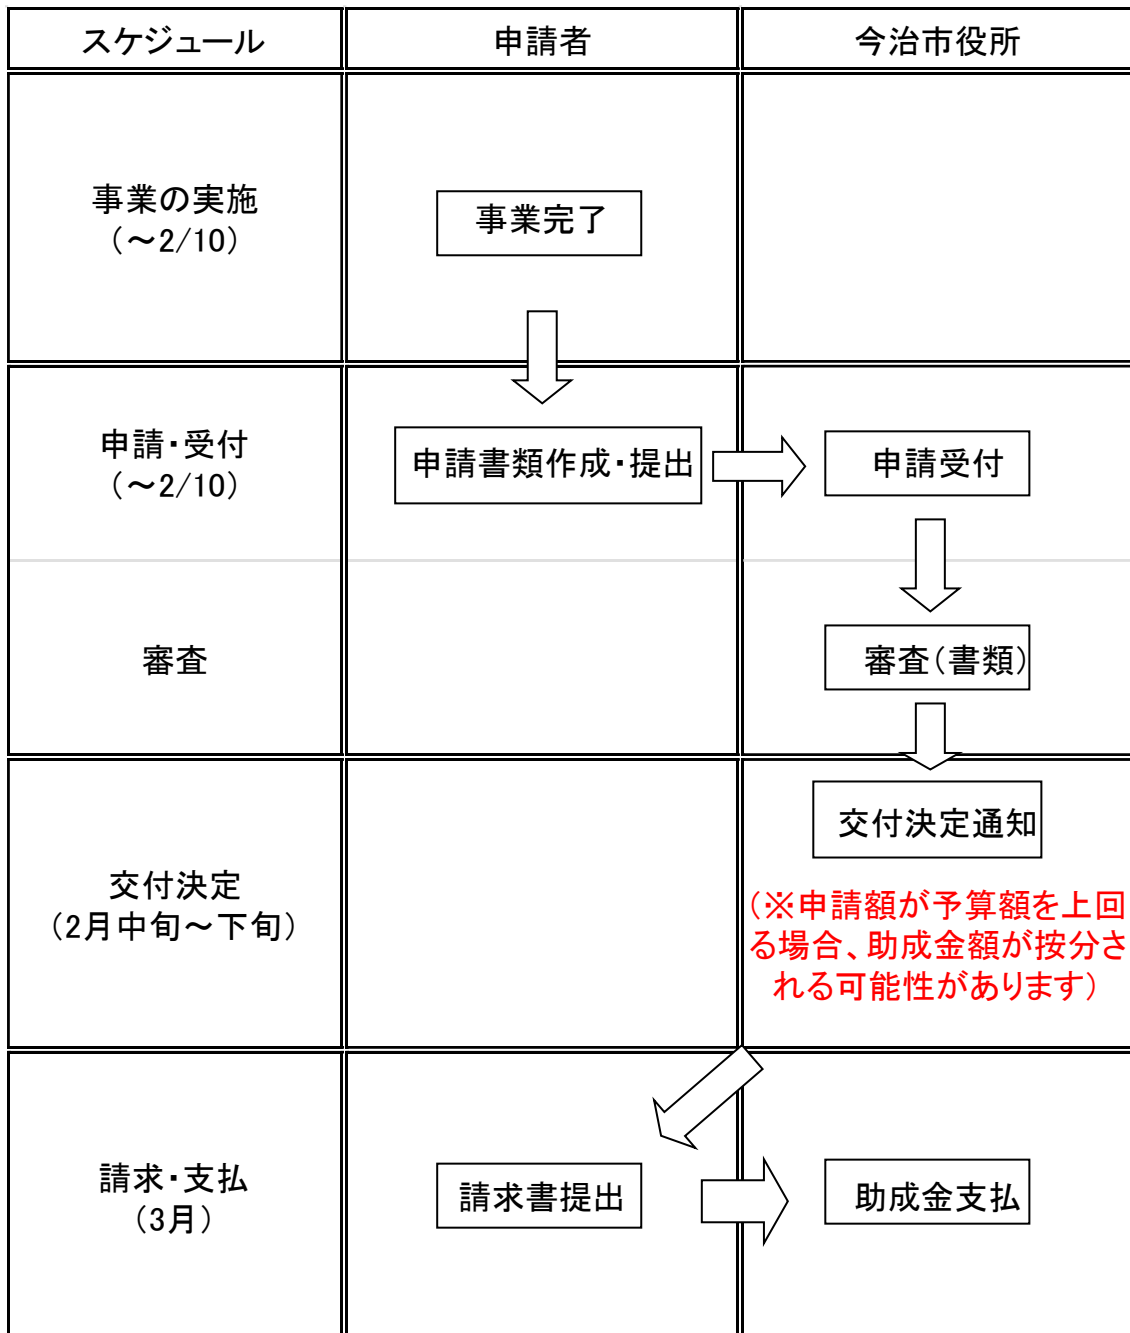 スケジュール
申請者
今治市役所
事業の実施
(～2/10)
事業完了
申請・受付
(～2/10)
申請書類作成・提出
申請受付
審査
審査(書類)
交付決定
(2月中旬～下旬)
交付決定通知
(※申請額が予算額を上回
る場合、助成金額が按分さ
れる可能性があります)
請求・支払
(3月)
請求書提出
助成金支払